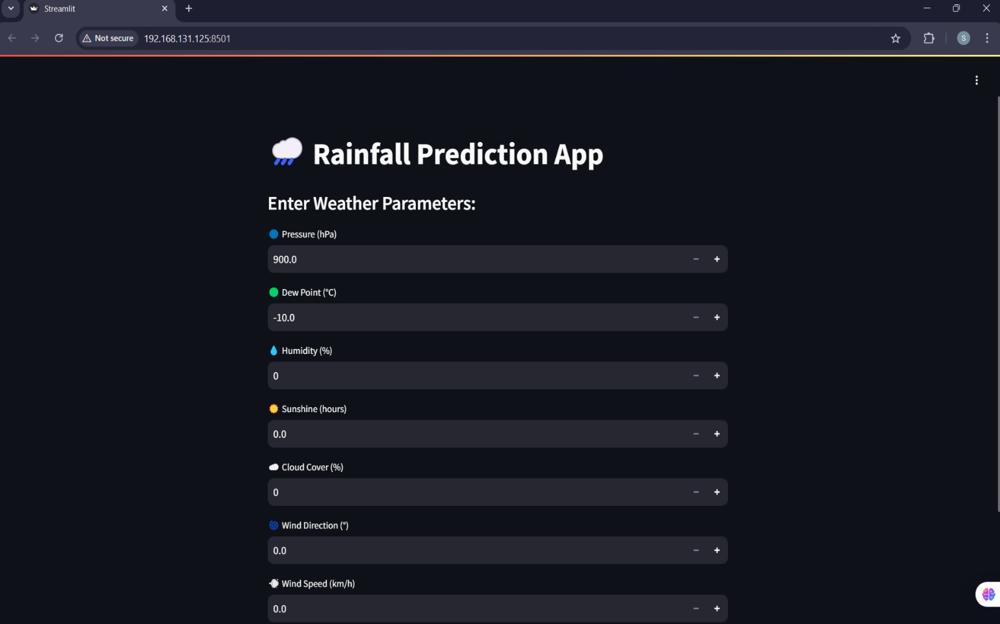 Streamlit
Not secure
192.168.131.125:8501
S
Rainfall Prediction App
Enter Weather Parameters:
Pressure (hPa)
900.0
Dew Point (°C)
-10.0
Humidity (%)
0
Sunshine (hours)
0.0
Cloud Cover (%)
0
Wind Direction (°)
0.0
Wind Speed (km/h)
0.0